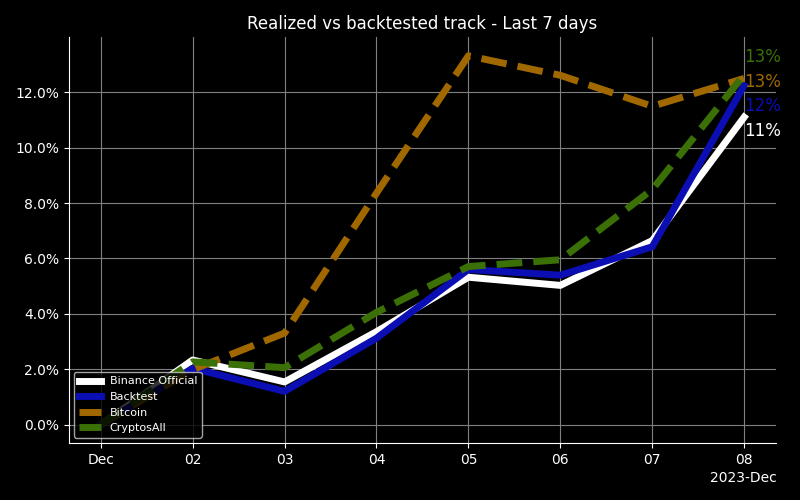 Realized vs backtested track - Last 7 days
13%
13%
12%
11%
12.0%
10.0%
8.0%
6.0%
4.0%
2.0%
0.0%
Binance Official
Backtest
Bitcoin
CryptosAll
Dec 02 03 04 05 06 07 08
2023-Dec